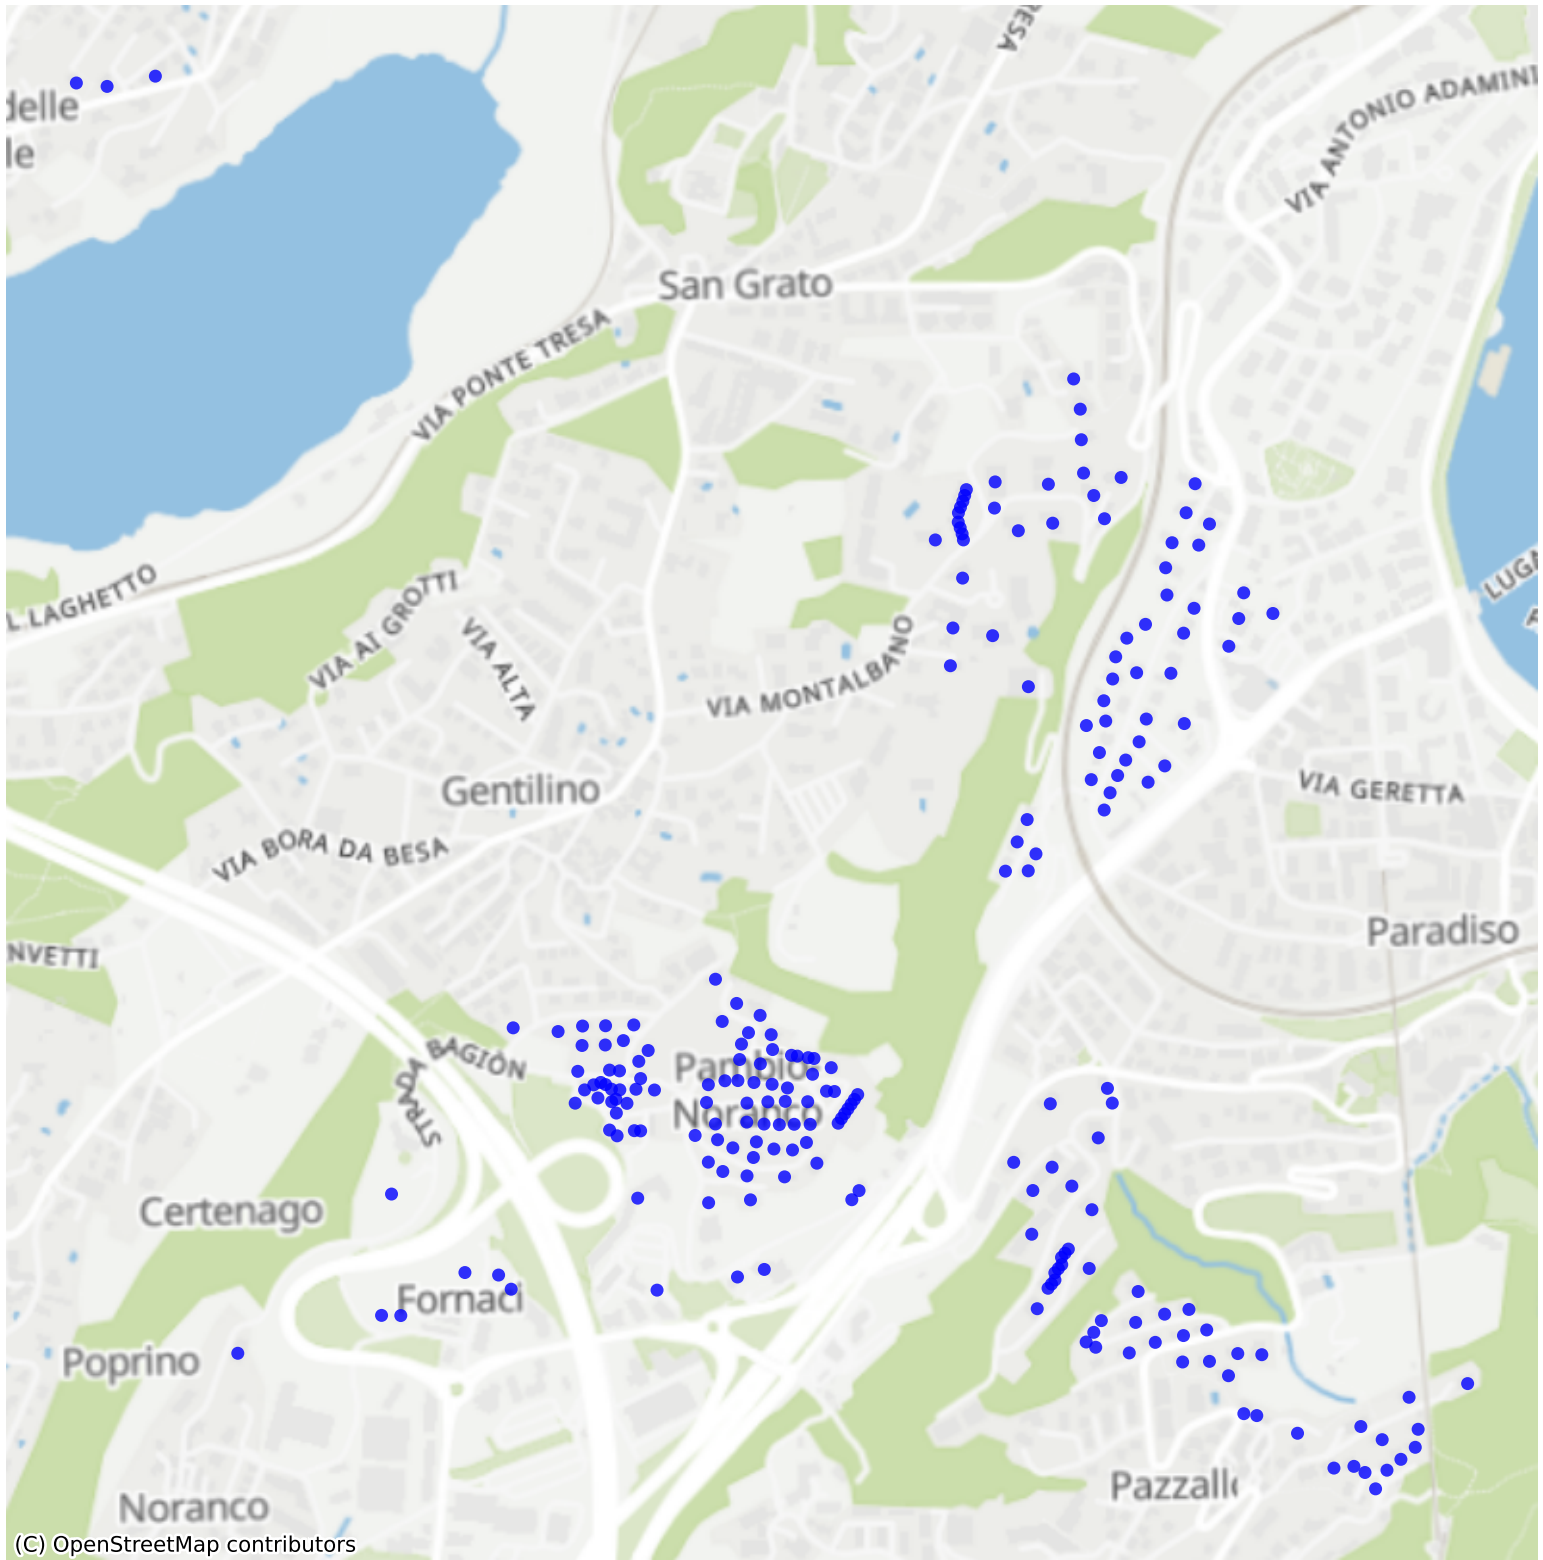 RESA
delle
le
VIA ANTONIO ADAMINI
San Grato
VIA PONTE TRESA
L.LAGHETTO
LUGA
VIA AI GROTTI
VIA ALTA
VIA MONTALBANO
Gentilino
VIA GERETTA
VIA BORA DA BESA
Paradiso
NVETTI
STRADA BAGIÒN
Pambio-
Noranco
Certenago
Fornaci
Poprino
Pazzall
Noranco
(C) OpenStreetMap contributors